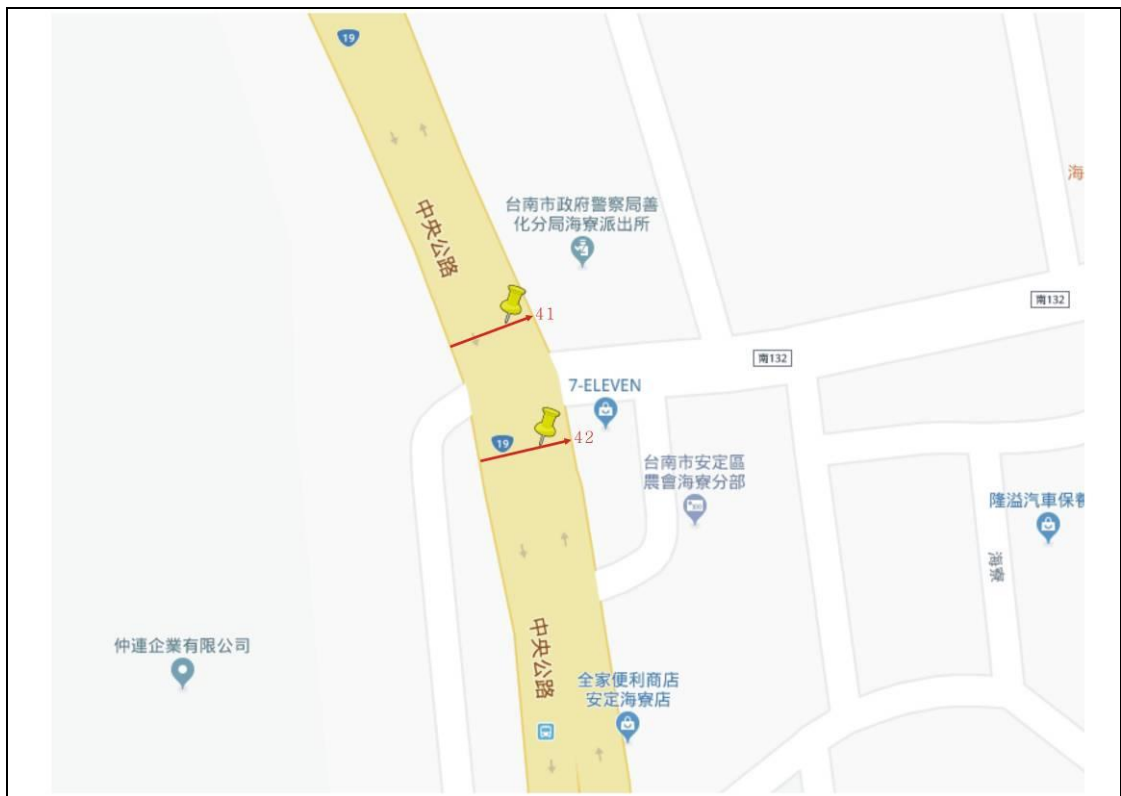 19
中央公路
海
台南市政府警察局善
化分局海寮派出所
41
南132
南132
7-ELEVEN
19
42
台南市安定區
農會海寮分部
隆溢汽車保養
海寮
仲連企業有限公司
中央公路
全家便利商店
安定海寮店